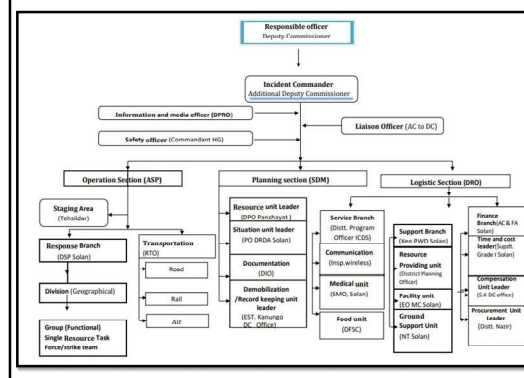 Responsible officer
Deputy Commissioner
Incident Commander
Additional Deputy Commissioner
Information and media officer (DPRO)
Liaison Officer (AC to DC)
Safety officer (Commandant HG)
Operation Section (ASP)
Planning section (SDM)
Logistic Section (DRO)
Staging Area
(Tehsildar)
Response Branch
(DSP Solan)
Division (Geographical)
Group (Functional)
Single Resource Task
Force/strike team
Transportation
(RTO)
Road
Rail
Air
Resource unit Leader
(DPO Panchayat)
Situation unit Leader
(PO DRDA Solan)
Documentation
(DIO)
Demobilization
/Record keeping unit
leader
(EST. Kanungo
DC Office)
Service Branch
(Distt. Program
Officer ICDS)
Communication
(Insp.wireless)
Medical unit
(SMO, Solan)
Food unit
(DFSC)
Support Branch
(Xen PWD Solan)
Resource
Providing unit
(District Planning
Officer)
Facility unit
(EO MC Solan)
Ground
Support Unit
(NT Solan)
Finance
Branch(AC & FA
Solan)
Time and cost
leader(Supdt.
Grade I Solan)
Compensation
Unit Leader
(S.K DC office)
Procurement Unit
Leader
(Distt. Nazir)